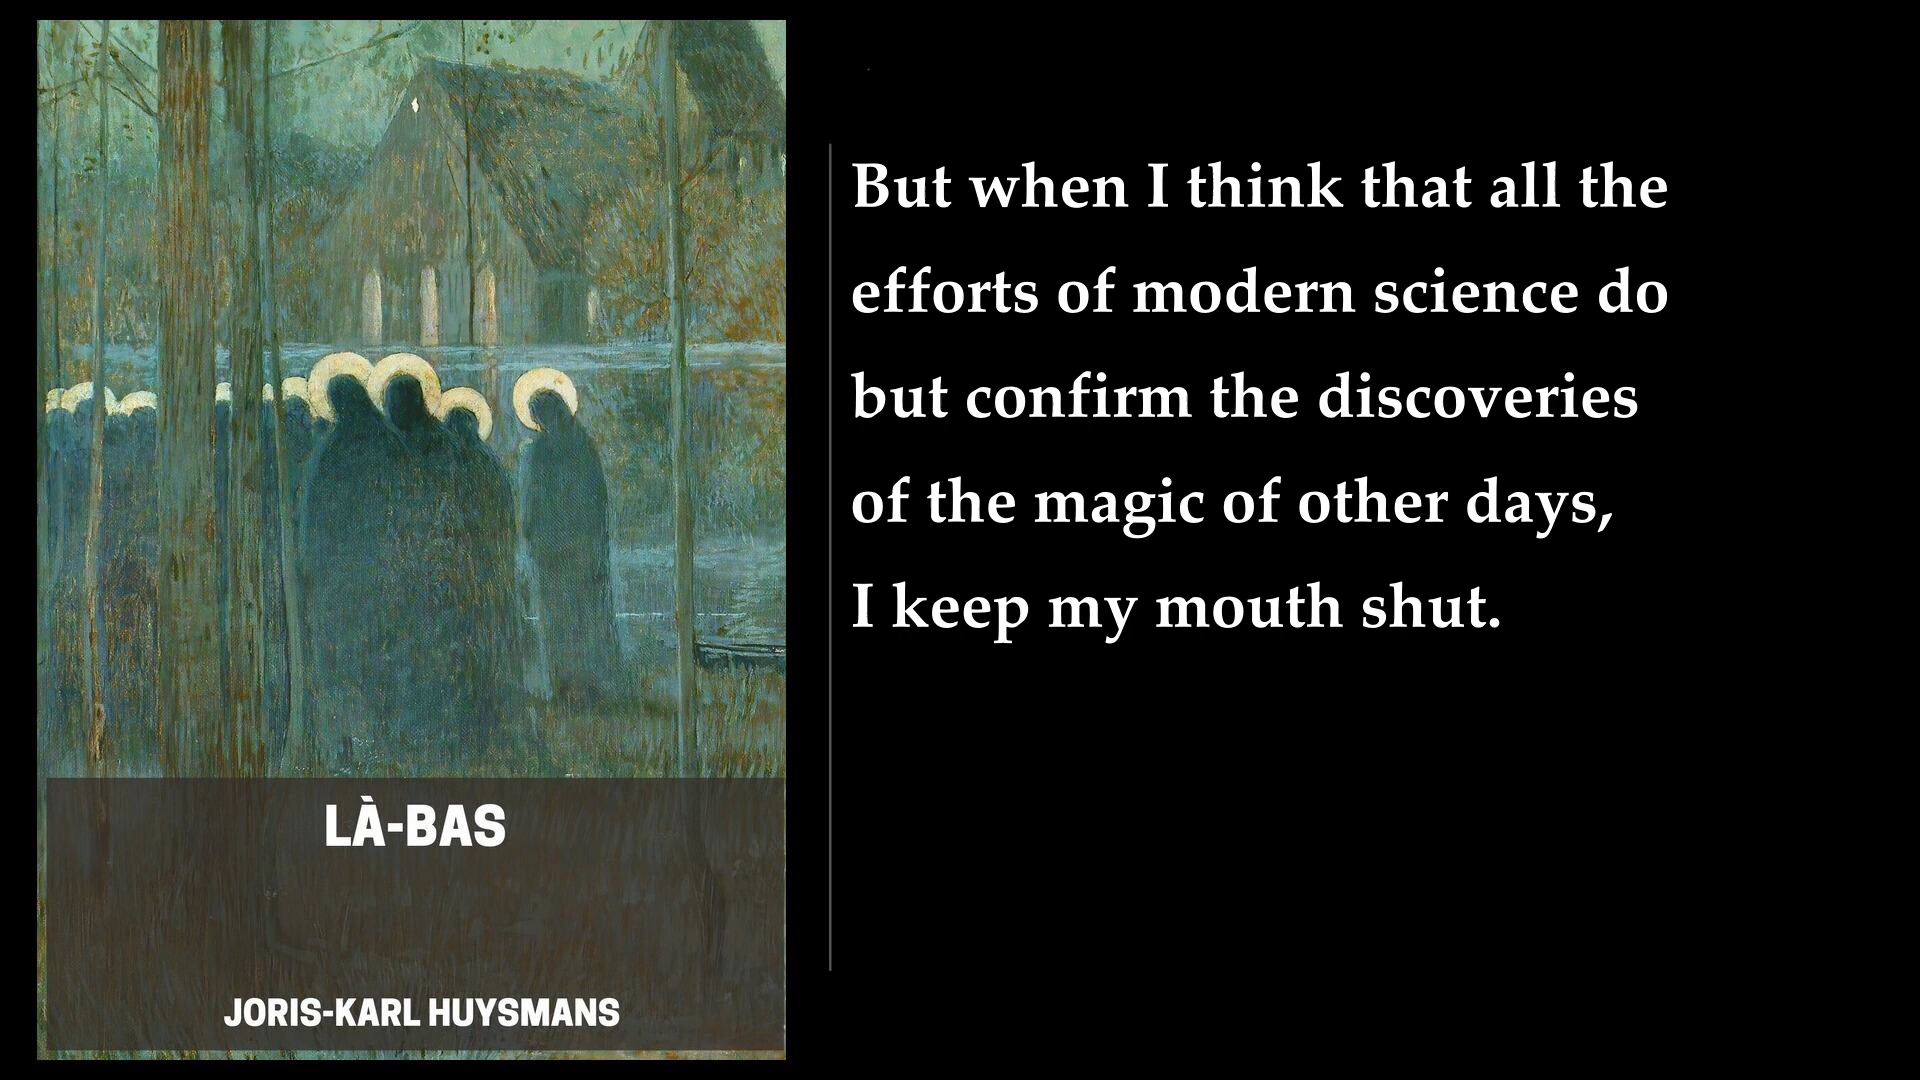 LÀ-BAS
JORIS-KARL HUYSMANS
But when I think that all the
efforts of modern science do
but confirm the discoveries
of the magic of other days,
I keep my mouth shut.